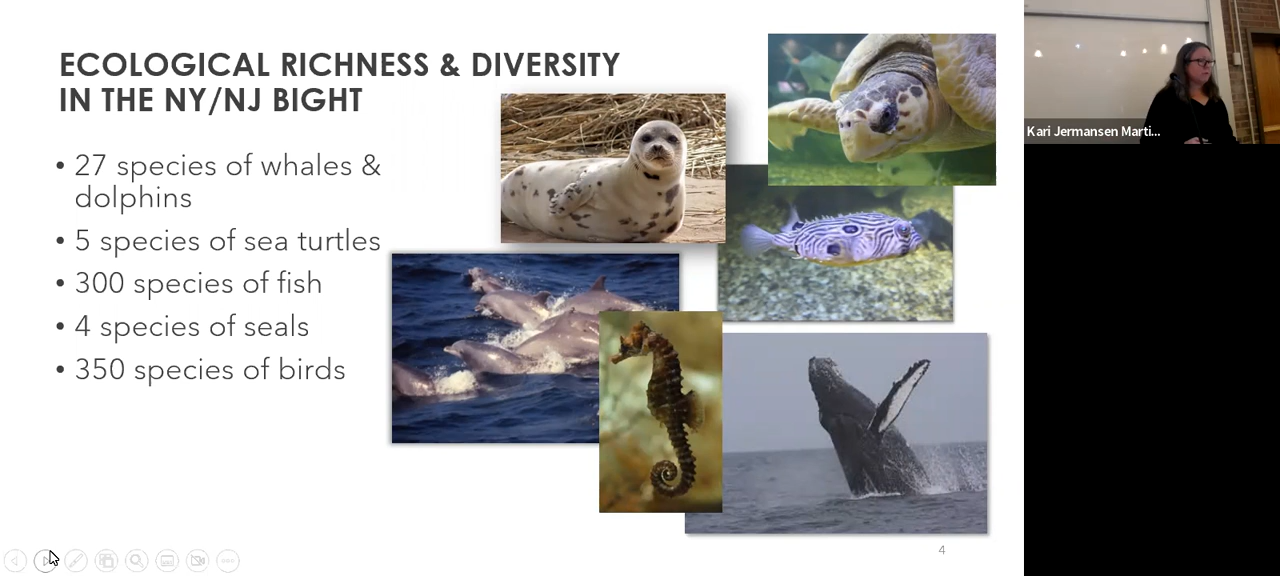 ECOLOGICAL RICHNESS & DIVERSITY
IN THE NY/NJ BIGHT
• 27 species of whales &
dolphins
• 5 species of sea turtles
• 300 species of fish
• 4 species of seals
• 350 species of birds
4
Kari Jermansen Marti...